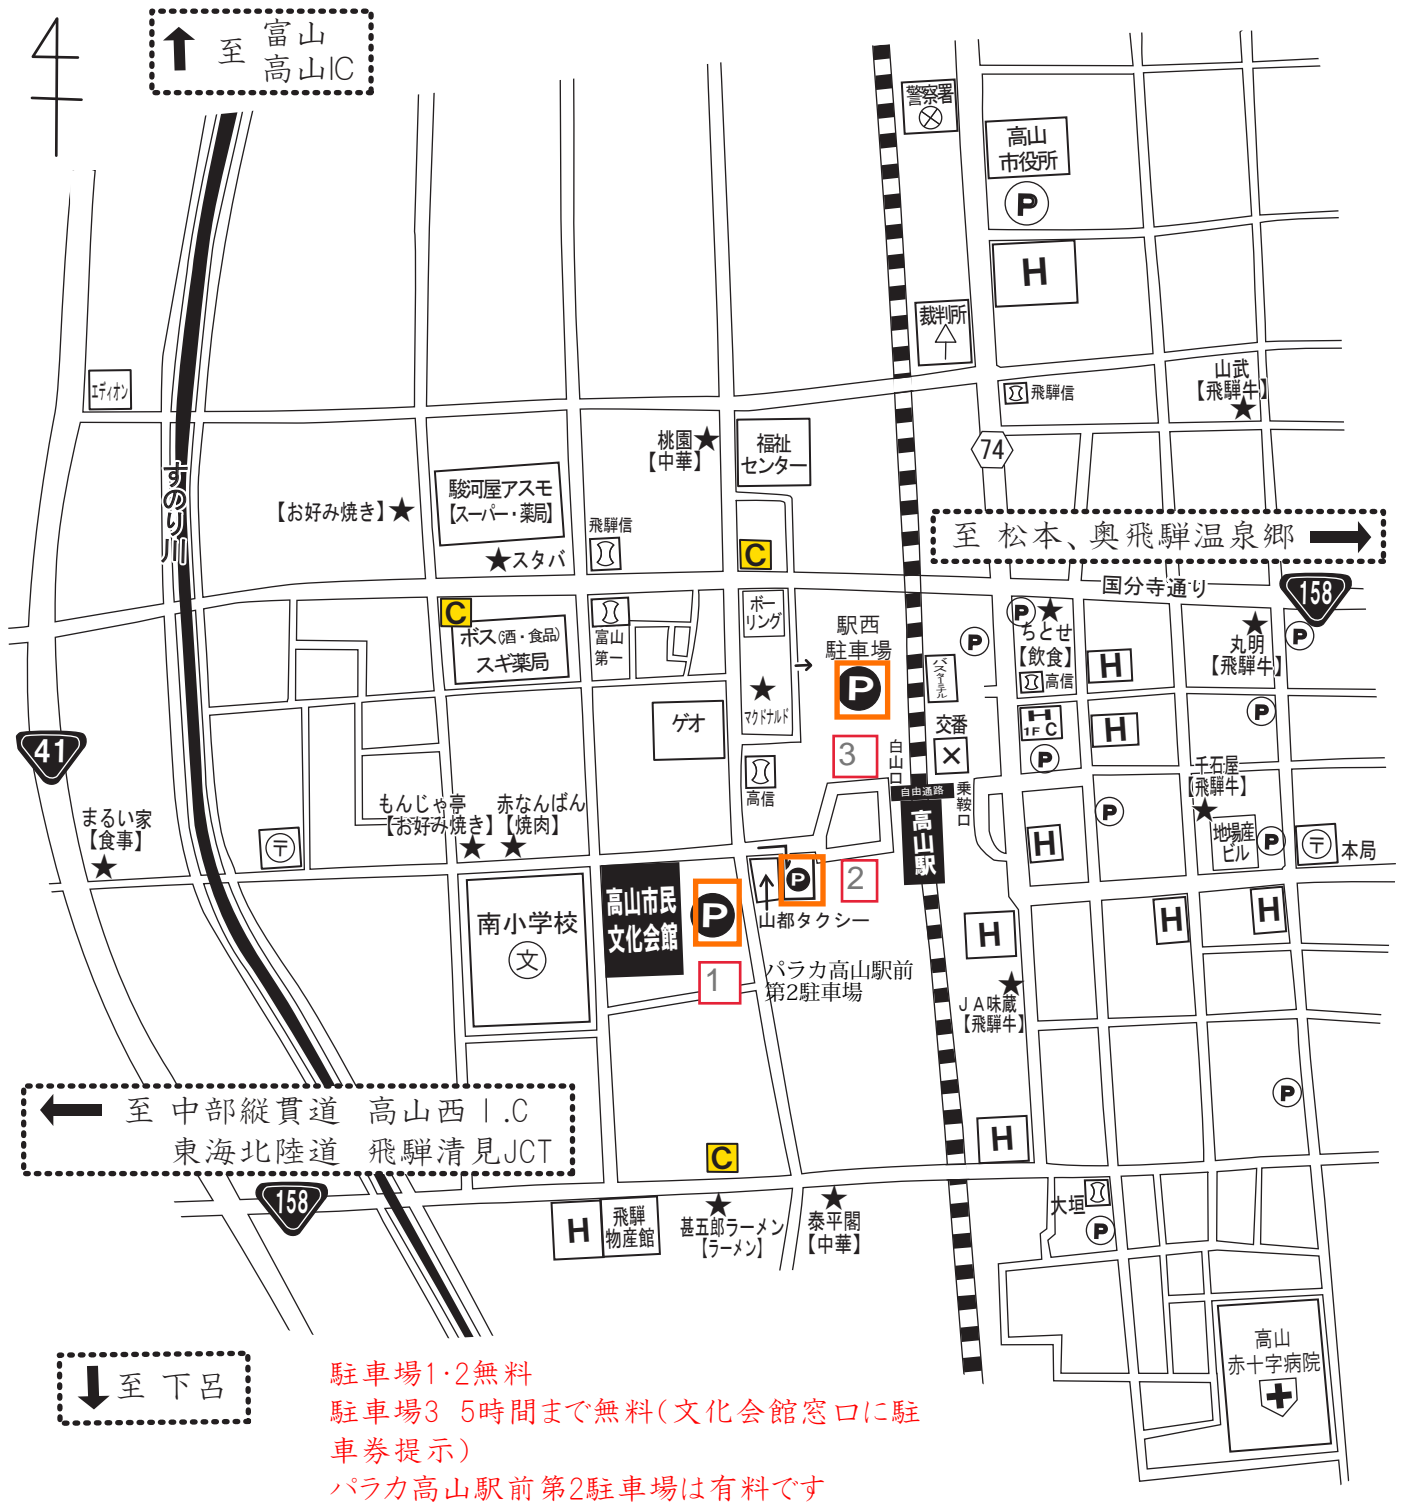 至 富山
高山IC
警察署
高山
市役所
P
H
裁判所
エディオン
飛騨信
山武
【飛騨牛】
74
桃園
【中華】
福祉
センター
すのり川
【お好み焼き】
駿河屋アスモ
【スーパー・薬局】
スタバ
飛騨信
C
至 松本、奥飛騨温泉郷
国分寺通り
158
C
ボス(酒・食品)
スギ薬局
富山
第一
ボー
リング
駅西
駐車場
P
P
P
ちとせ
【飲食】
高信
H
丸明
【飛騨牛】
P
バスターミナル
マクドナルド
ゲオ
3
白山口
交番
H
1F C
P
H
P
41
高信
自由通路
乗鞍口
千石屋
【飛騨牛】
まるい家
【食事】
もんじゃ亭
【お好み焼き】
赤なんばん
【焼肉】
高山駅
H
P
地場産
ビル
P
〒
本局
〒
南小学校
文
高山市民
文化会館
P
P
2
山都タクシー
H
H
H
1
パラカ高山駅前
第2駐車場
JA味蔵
【飛騨牛】
P
至 中部縦貫道 高山西I.C
東海北陸道 飛騨清見JCT
H
C
158
H
飛騨
物産館
甚五郎ラーメン
【ラーメン】
泰平閣
【中華】
大垣
P
至 下呂
高山
赤十字病院
駐車場1・2無料
駐車場3 5時間まで無料(文化会館窓口に駐
車券提示)
パラカ高山駅前第2駐車場は有料です